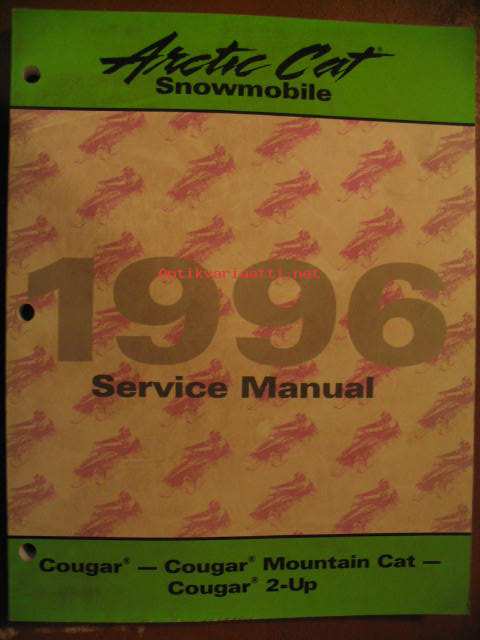 Arctic Cat®
Snowmobile
1996
Antikvariaatti.net
Service Manual
Cougar® — Cougar® Mountain Cat —
Cougar® 2-Up